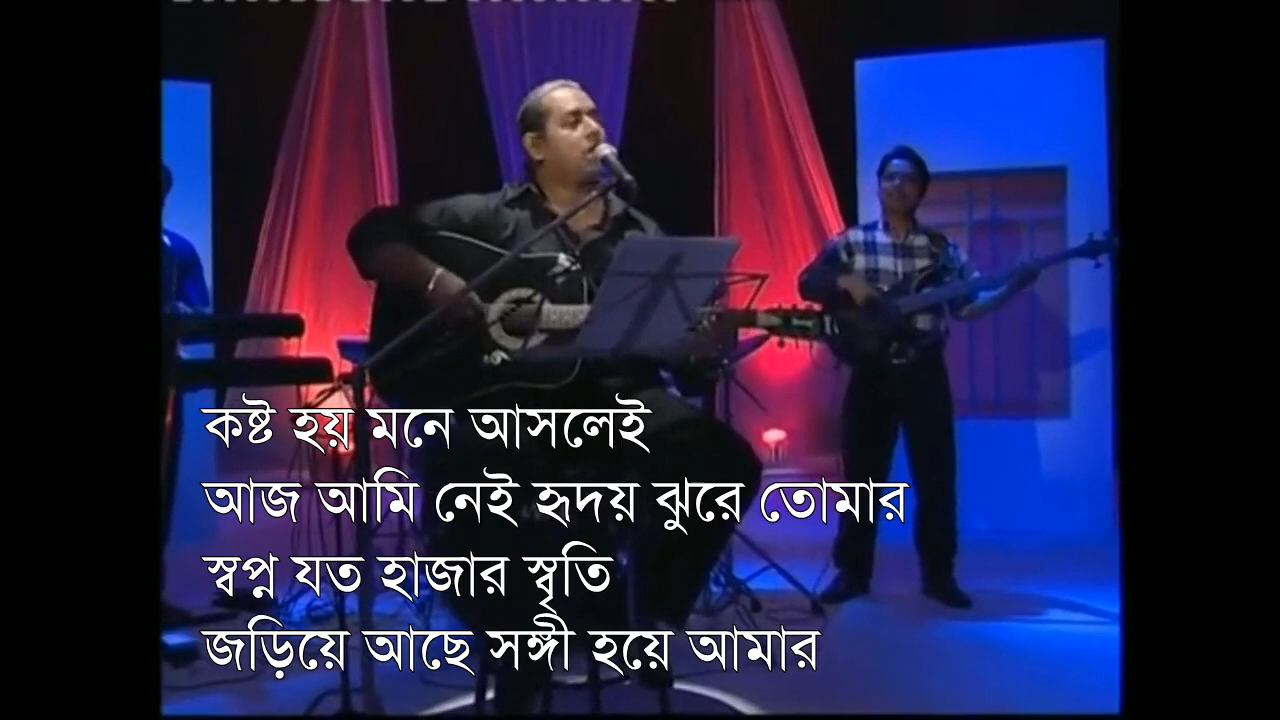 কষ্ট হয় মনে আসলেই
আজ আমি নেই হৃদয় ঝুরে তোমার
স্বপ্ন যত হাজার স্বৃতি
জড়িয়ে আছে সঙ্গী হয়ে আমার